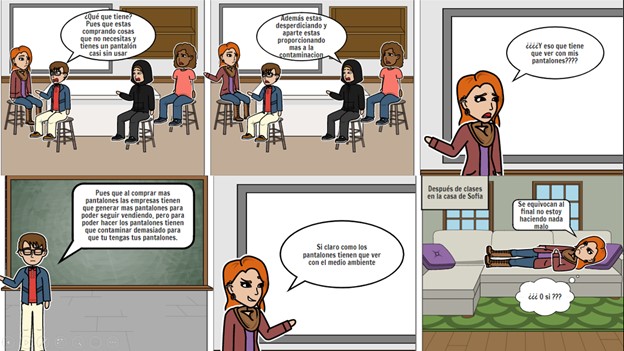 ¿Qué que tiene?
Pues que estas
comprando cosas
que no necesitas y
tienes un pantalón
casi sin usar
Además estas
desperdiciando y
aparte estas
proporcionando
mas a la
contaminacion
¿¿¿¿Y eso que tiene
que ver con mis
pantalones????
Pues que al comprar mas
pantalones las empresas tienen
que generar mas pantalones para
poder seguir vendiendo, pero para
poder hacer los pantalones tienen
que contaminar demasiado para
que tu tengas tus pantalones.
Si claro como los
pantalones tienen que ver
con el medio ambiente
Después de clases
en la casa de Sofia
Se equivocan al
final no estoy
haciendo nada
malo
¿¿¿ O si ???